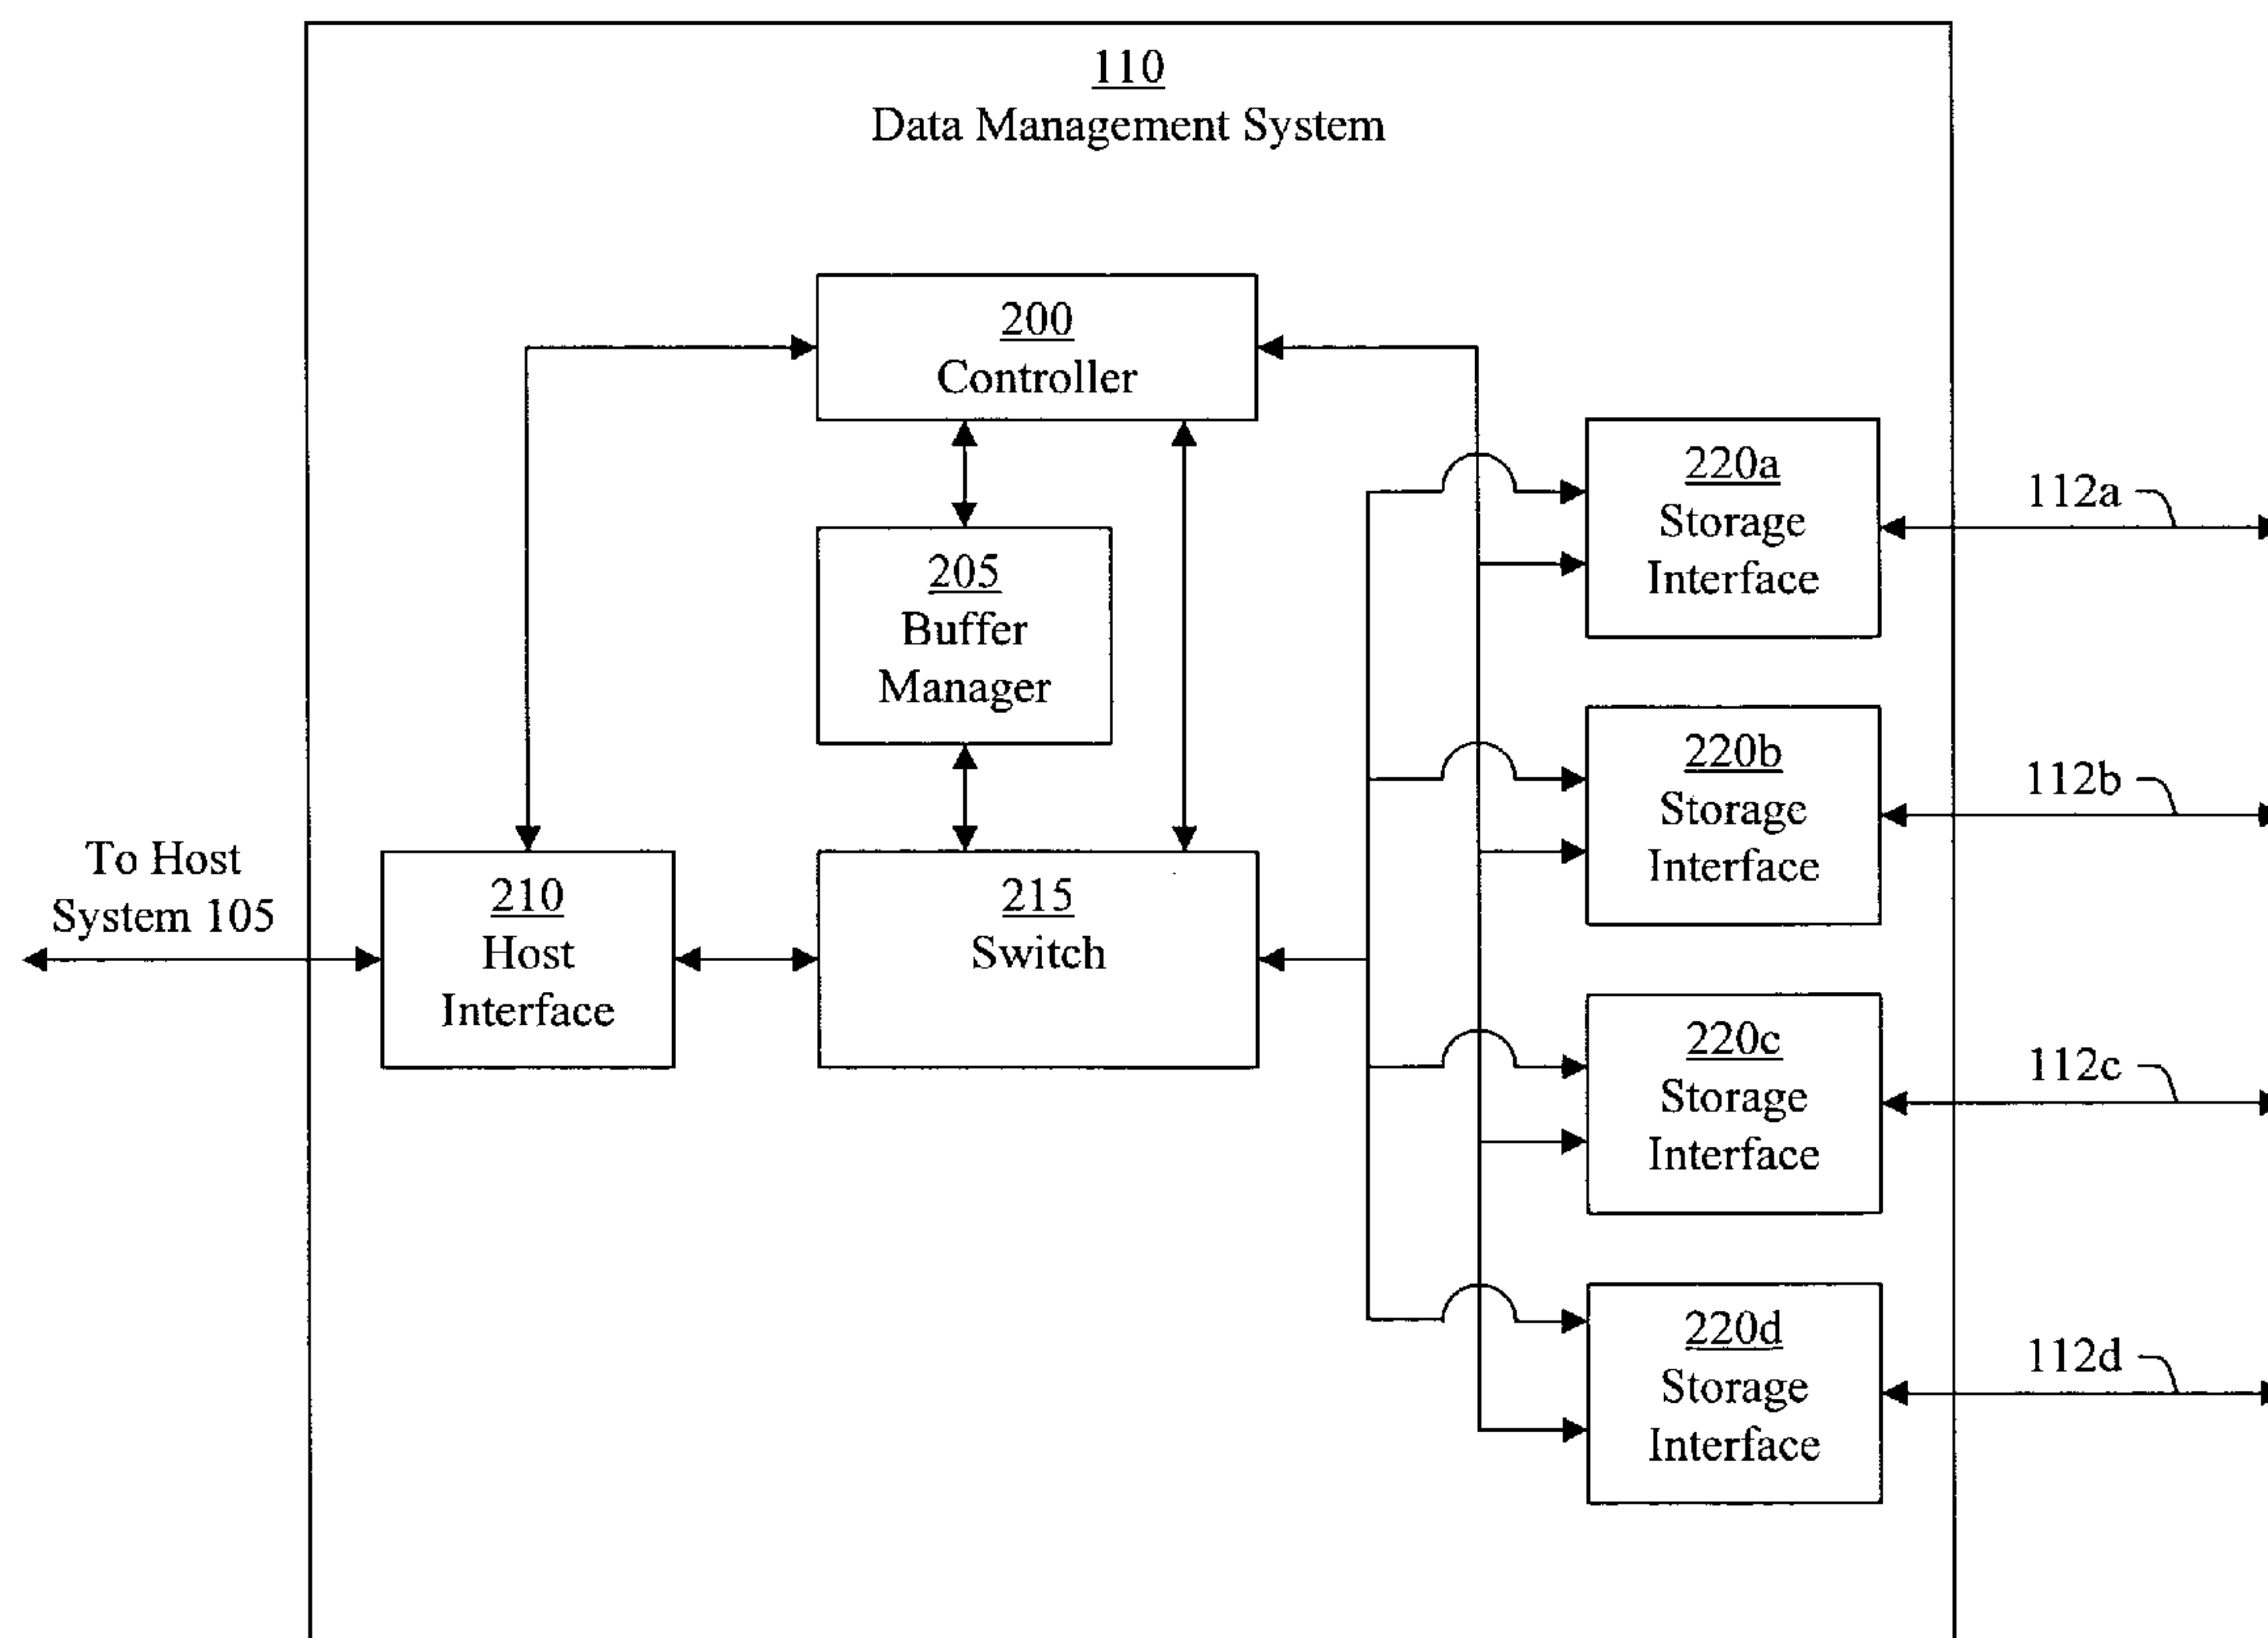 110
Data Management System
200
Controller
205
Buffer
Manager
To Host
System 105
210
Host
Interface
215
Switch
220a
Storage
Interface
112a
220b
Storage
Interface
112b
220c
Storage
Interface
112c
220d
Storage
Interface
112d